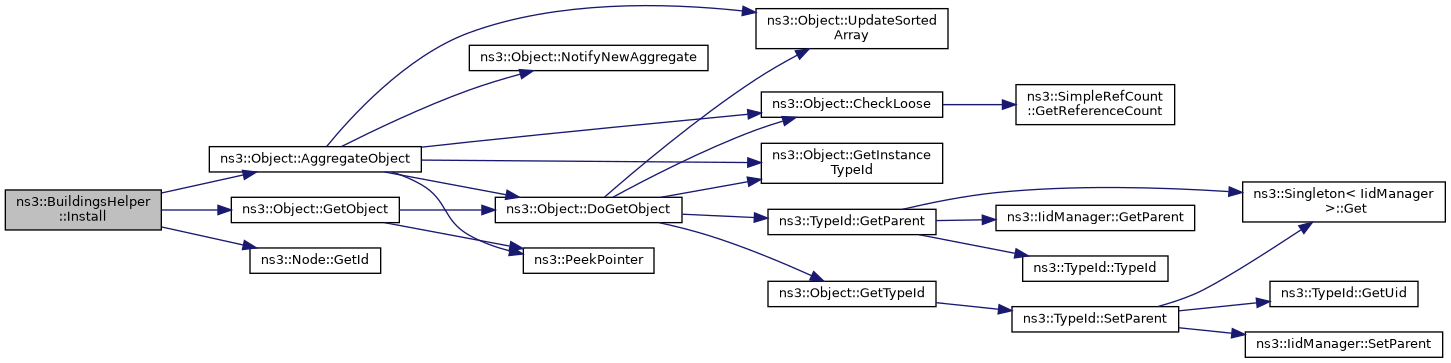 ns3::BuildingsHelper
::Install
ns3::Object::AggregateObject
ns3::Object::GetObject
ns3::Node::GetId
ns3::Object::NotifyNewAggregate
ns3::Object::DoGetObject
ns3::PeekPointer
ns3::Object::UpdateSorted
Array
ns3::Object::CheckLoose
ns3::Object::GetInstance
TypeId
ns3::TypeId::GetParent
ns3::Object::GetTypeId
ns3::SimpleRefCount
::GetReferenceCount
ns3::IidManager::GetParent
ns3::TypeId::TypeId
ns3::TypeId::SetParent
ns3::Singleton< IidManager
>::Get
ns3::TypeId::GetUid
ns3::IidManager::SetParent